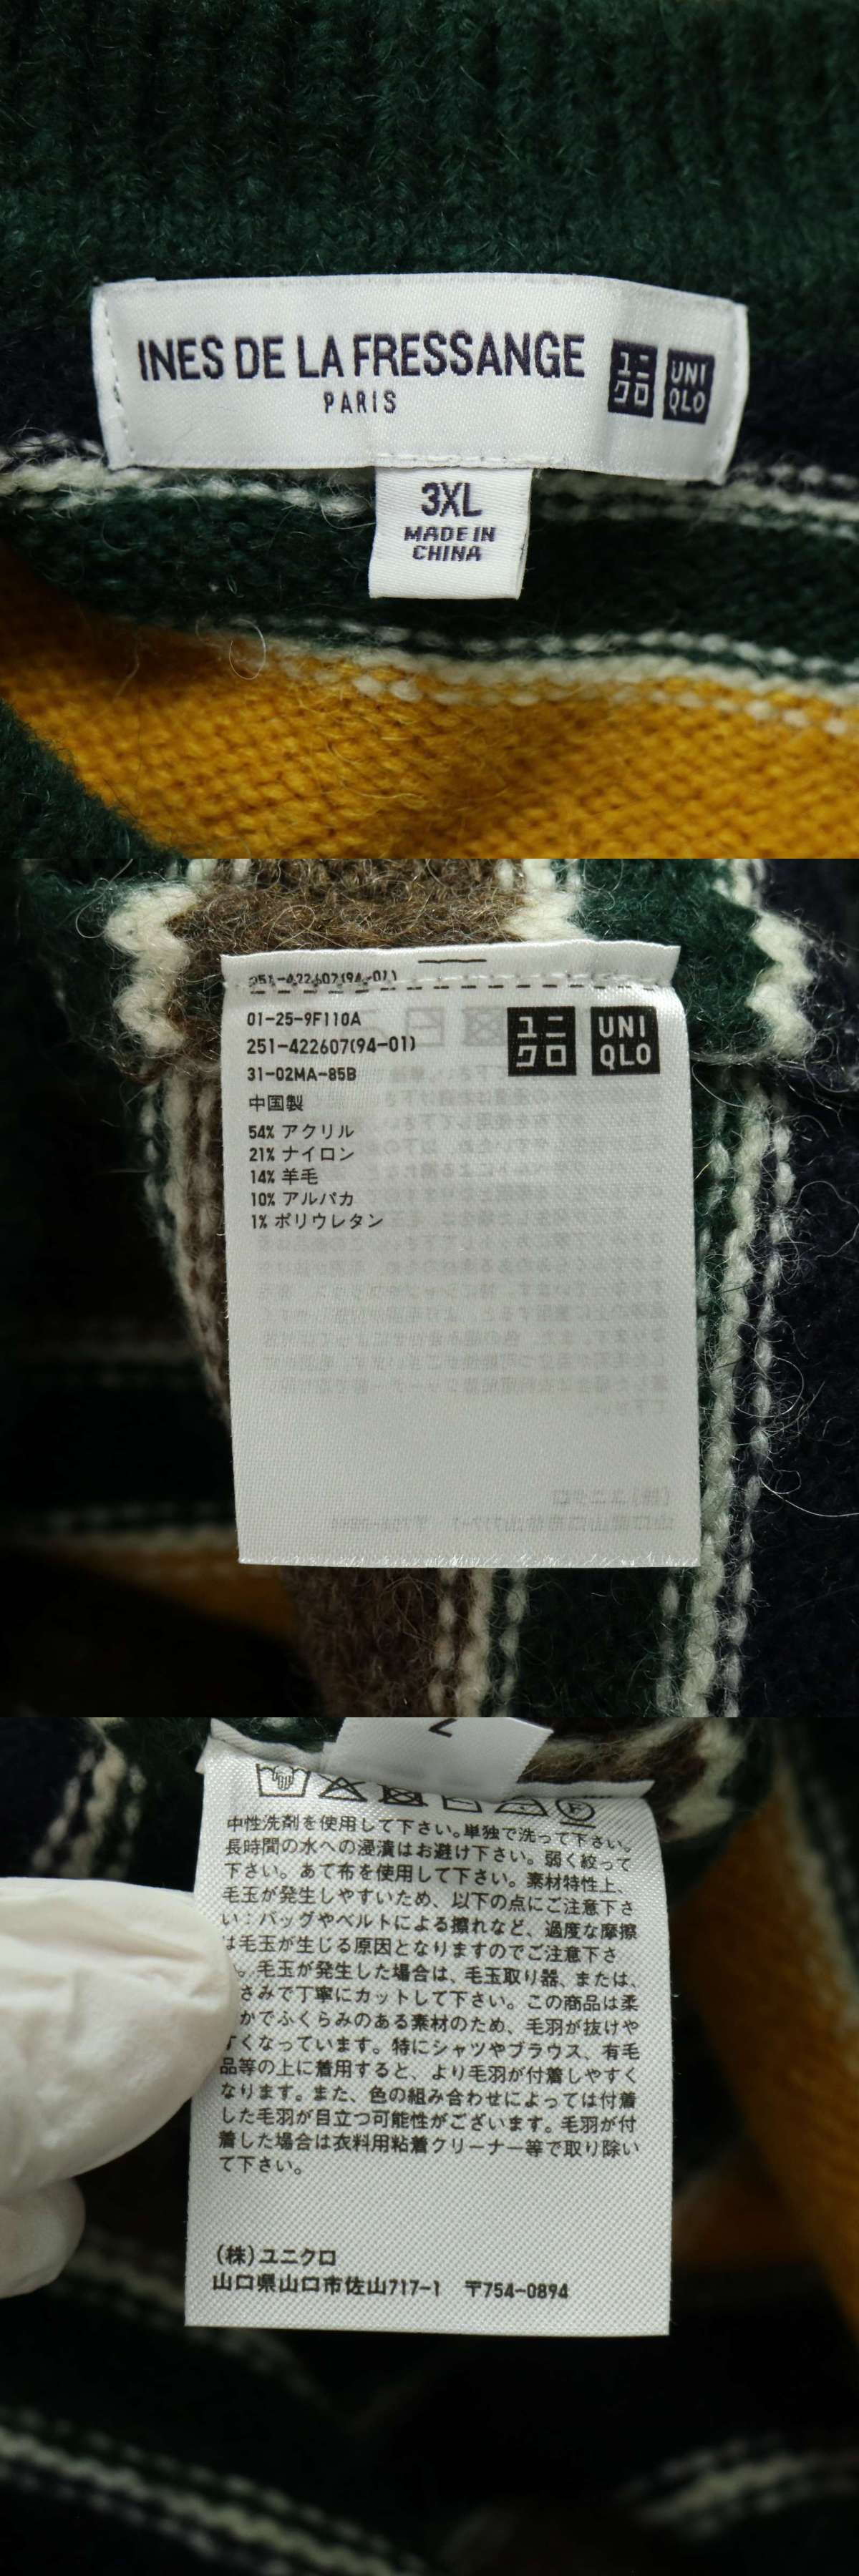 INES DE LA FRESSANGE
PARIS
ユニ
クロ
UNI
QLO
3XL
MADE IN
CHINA
251-422607(94-01)
01-25-9F110A
251-422607(94-01)
31-02MA-85B
ユニ
クロ
UNI
QLO
中国製
54% アクリル
21% ナイロン
14% 羊毛
10% アルパカ
1% ポリウレタン
中性洗剤を使用して下さい。単独で洗って下さい。
長時間の水への浸漬はお避け下さい。弱く絞って
下さい。あて布を使用して下さい。素材特性上、
毛玉が発生しやすいため、以下の点にご注意下さ
い：バッグやベルトによる擦れなど、過度な摩擦
は毛玉が生じる原因となりますのでご注意下さ
。毛玉が発生した場合は、毛玉取り器、または、
さみで丁寧にカットして下さい。この商品は柔
かでふくらみのある素材のため、毛羽が抜けや
すくなっています。特にシャツやブラウス、有毛
品等の上に着用すると、より毛羽が付着しやすく
なります。また、色の組み合わせによっては付着
した毛羽が目立つ可能性がございます。毛羽が付
着した場合は衣料用粘着クリーナー等で取り除い
て下さい。
(株)ユニクロ
山口県山口市佐山717-1 〒754-0894